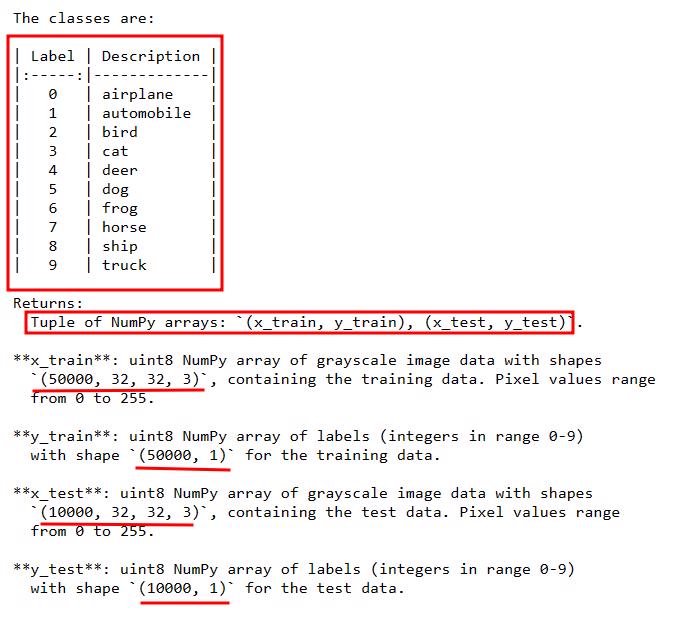 The classes are:
| Label | Description |
|:-----:|-------------|
| 0 | airplane |
| 1 | automobile |
| 2 | bird |
| 3 | cat |
| 4 | deer |
| 5 | dog |
| 6 | frog |
| 7 | horse |
| 8 | ship |
| 9 | truck |
Returns:
Tuple of NumPy arrays: `(x_train, y_train), (x_test, y_test)`.
**x_train**: uint8 NumPy array of grayscale image data with shapes
`(50000, 32, 32, 3)`, containing the training data. Pixel values range
from 0 to 255.
**y_train**: uint8 NumPy array of labels (integers in range 0-9)
with shape `(50000, 1)` for the training data.
**x_test**: uint8 NumPy array of grayscale image data with shapes
`(10000, 32, 32, 3)`, containing the test data. Pixel values range
from 0 to 255.
**y_test**: uint8 NumPy array of labels (integers in range 0-9)
with shape `(10000, 1)` for the test data.